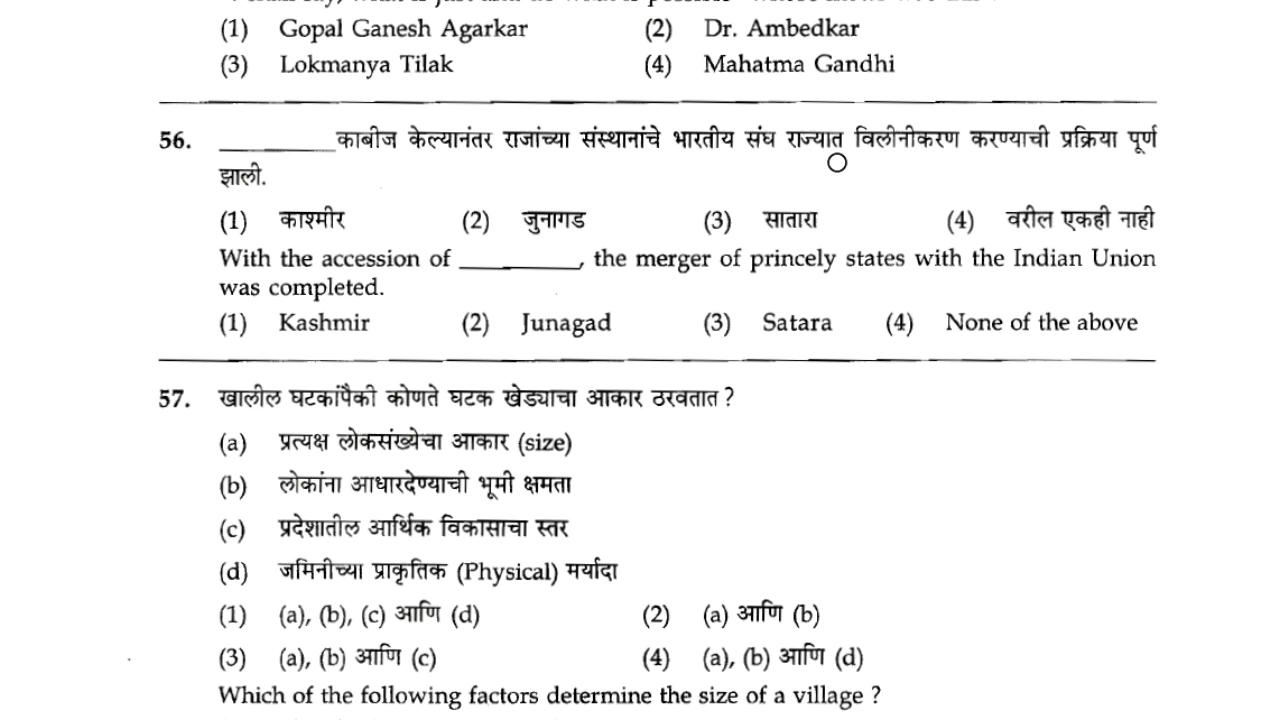 (1) Gopal Ganesh Agarkar (2) Dr. Ambedkar
(3) Lokmanya Tilak (4) Mahatma Gandhi
56. ________ काबीज केल्यानंतर राजांच्या संस्थानांचे भारतीय संघ राज्यात विलीनीकरण करण्याची प्रक्रिया पूर्ण
झाली.
(1) काश्मीर (2) जुनागड (3) सातारा (4) वरील एकही नाही
With the accession of ________, the merger of princely states with the Indian Union
was completed.
(1) Kashmir (2) Junagad (3) Satara (4) None of the above
57. खालील घटकांपैकी कोणते घटक खेड्याचा आकार ठरवतात ?
(a) प्रत्यक्ष लोकसंख्येचा आकार (size)
(b) लोकांना आधारदेण्याची भूमी क्षमता
(c) प्रदेशातील आर्थिक विकासाचा स्तर
(d) जमिनीच्या प्राकृतिक (Physical) मर्यादा
(1) (a), (b), (c) आणि (d) (2) (a) आणि (b)
(3) (a), (b) आणि (c) (4) (a), (b) आणि (d)
Which of the following factors determine the size of a village ?